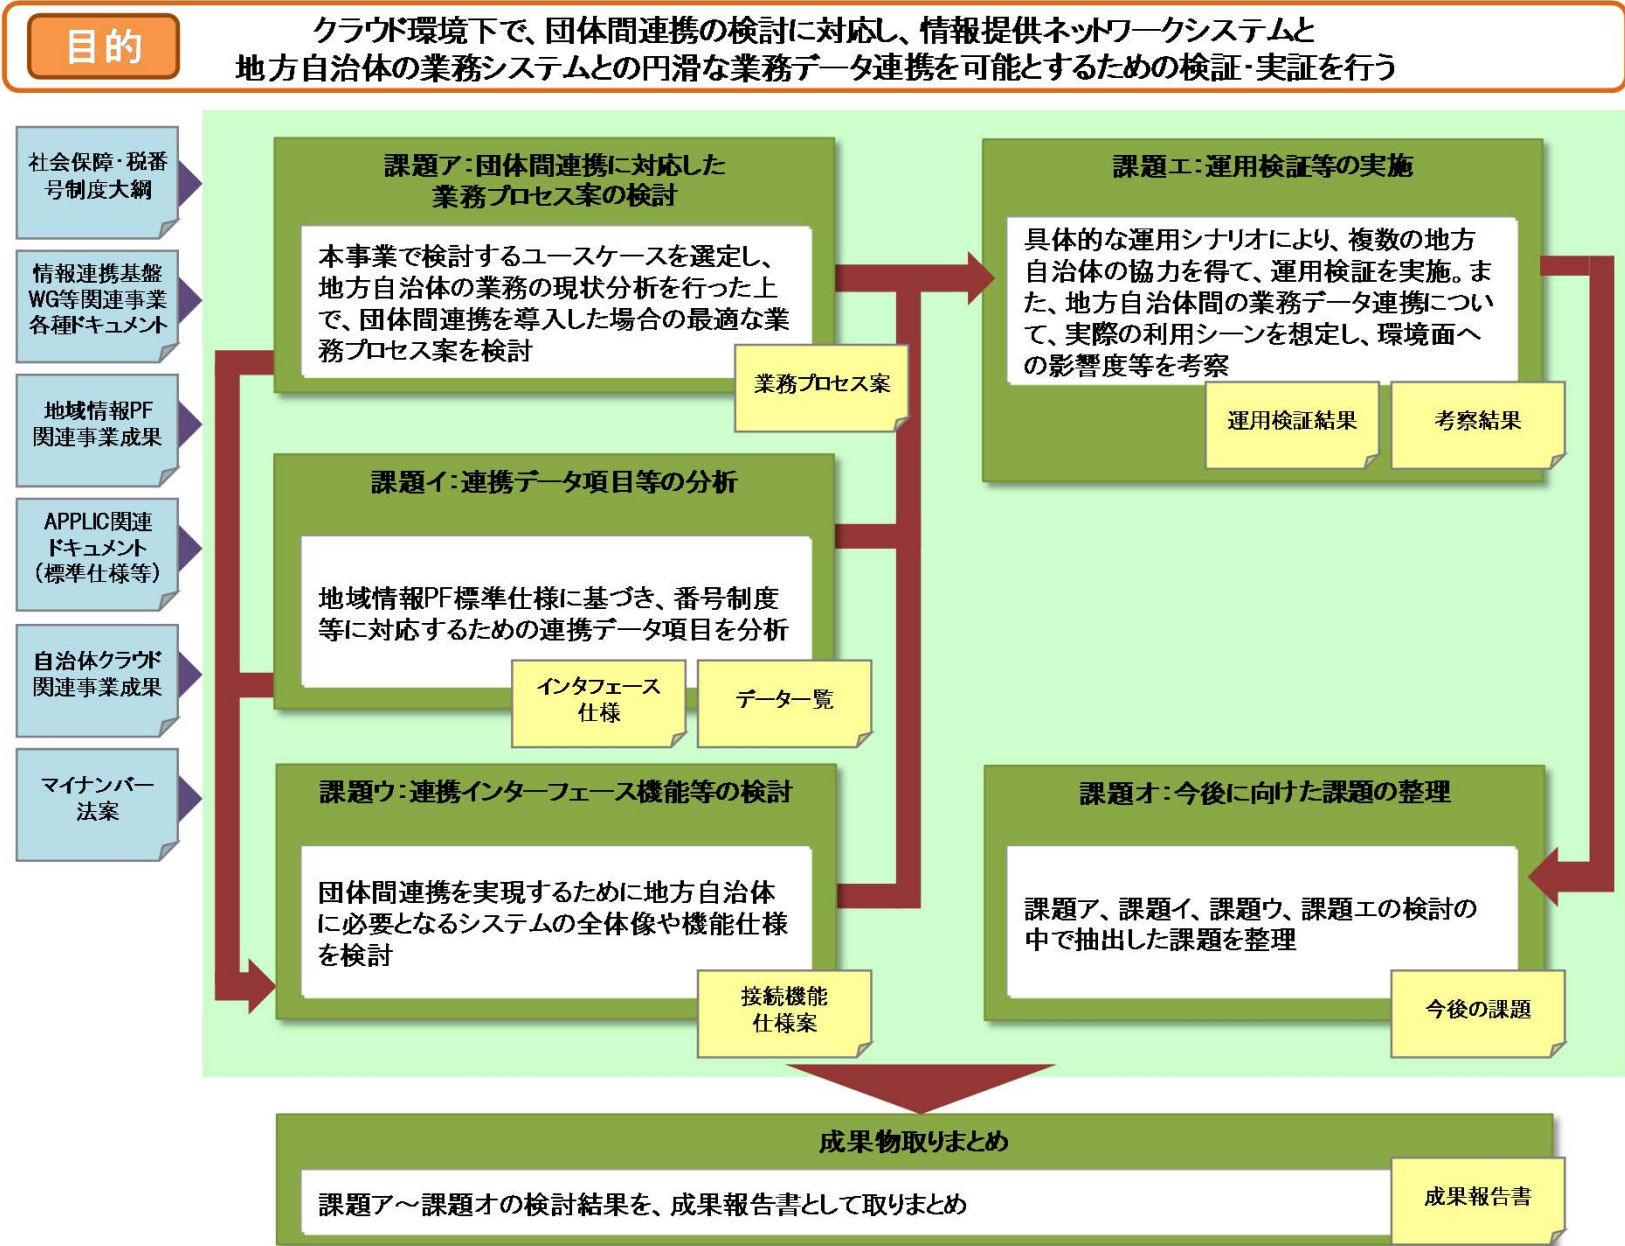 目的
クラウド環境下で、団体間連携の検討に対応し、情報提供ネットワークシステムと
地方自治体の業務システムとの円滑な業務データ連携を可能とするための検証・実証を行う
社会保障・税番
号制度大綱
情報連携基盤
WG等関連事業
各種ドキュメント
地域情報PF
関連事業成果
APPLIC関連
ドキュメント
(標準仕様等)
自治体クラウド
関連事業成果
マイナンバー
法案
課題ア:団体間連携に対応した
業務プロセス案の検討
本事業で検討するユースケースを選定し、
地方自治体の業務の現状分析を行った上
で、団体間連携を導入した場合の最適な業
務プロセス案を検討
業務プロセス案
課題イ:連携データ項目等の分析
地域情報PF標準仕様に基づき、番号制度
等に対応するための連携データ項目を分析
インタフェース
仕様
データ一覧
課題ウ:連携インターフェース機能等の検討
団体間連携を実現するために地方自治体
に必要となるシステムの全体像や機能仕様
を検討
接続機能
仕様案
課題エ:運用検証等の実施
具体的な運用シナリオにより、複数の地方
自治体の協力を得て、運用検証を実施。ま
た、地方自治体間の業務データ連携につい
て、実際の利用シーンを想定し、環境面へ
の影響度等を考察
運用検証結果
考察結果
課題オ:今後に向けた課題の整理
課題ア、課題イ、課題ウ、課題エの検討の
中で抽出した課題を整理
今後の課題
成果物取りまとめ
課題ア～課題オの検討結果を、成果報告書として取りまとめ
成果報告書